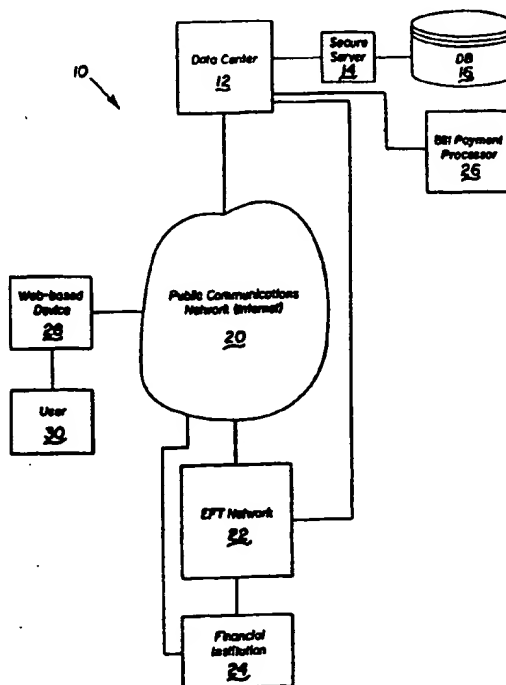 Data Center
12
Secure
Server
14
DB
16
10
Bill Payment
Processor
26
Public Communications
Network (Internet)
20
Web-based
Device
28
User
30
EFT Network
22
Financial
Institution
24